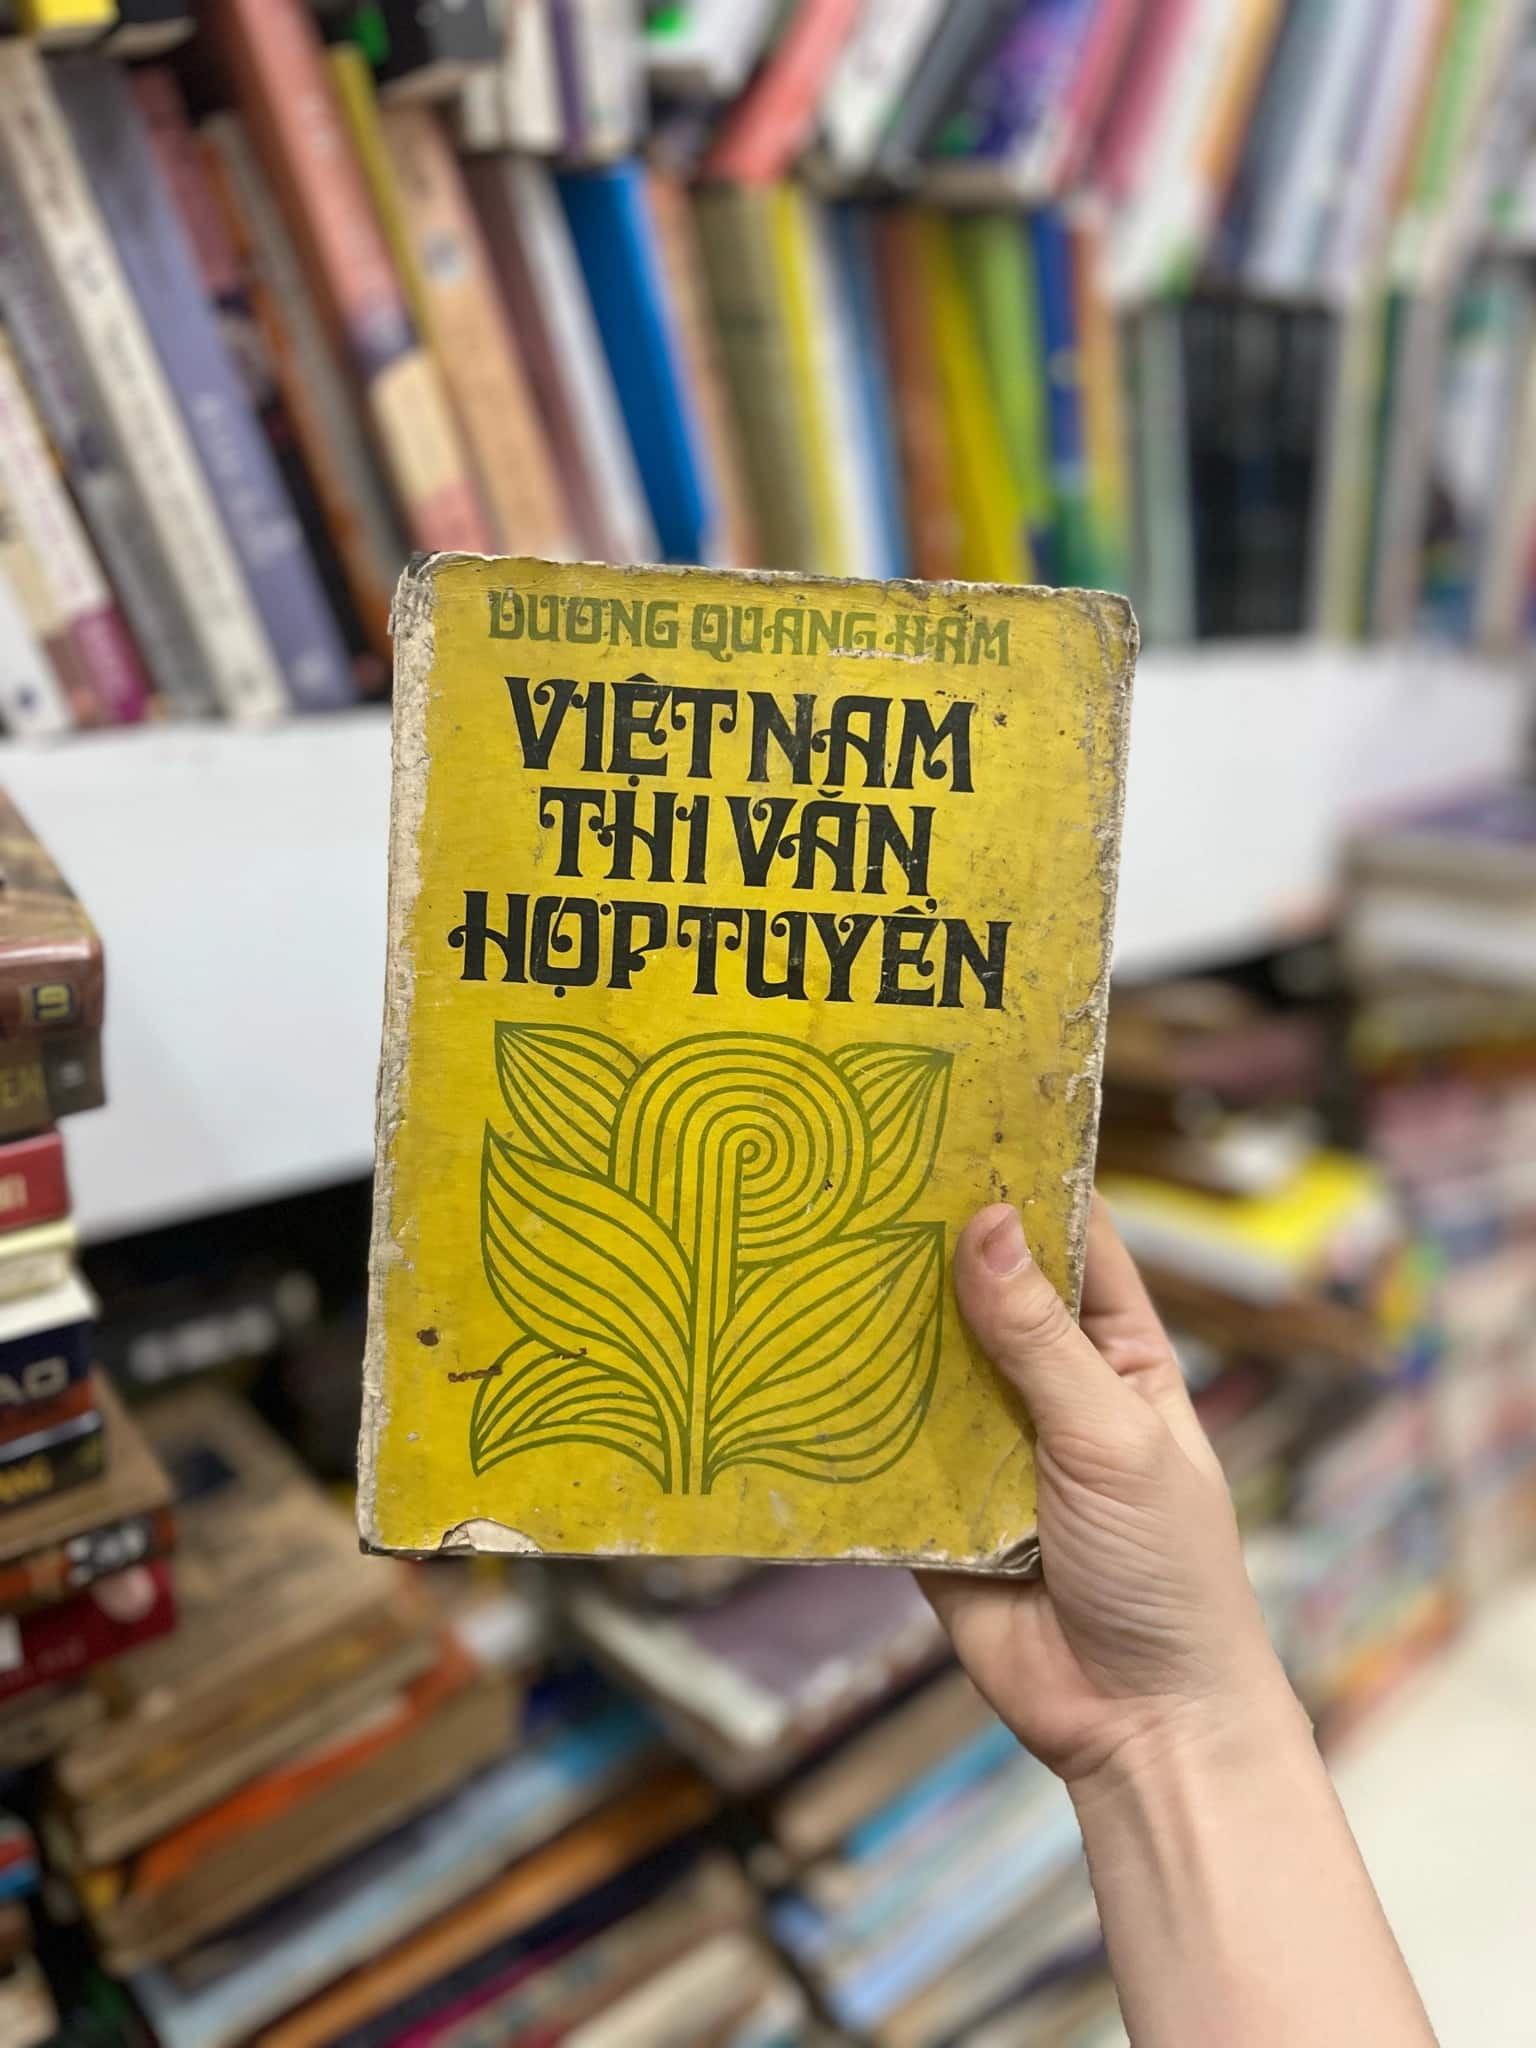 DƯƠNG QUẢNG HÀM
VIỆT NAM
THI VĂN
HỢP TUYỂN